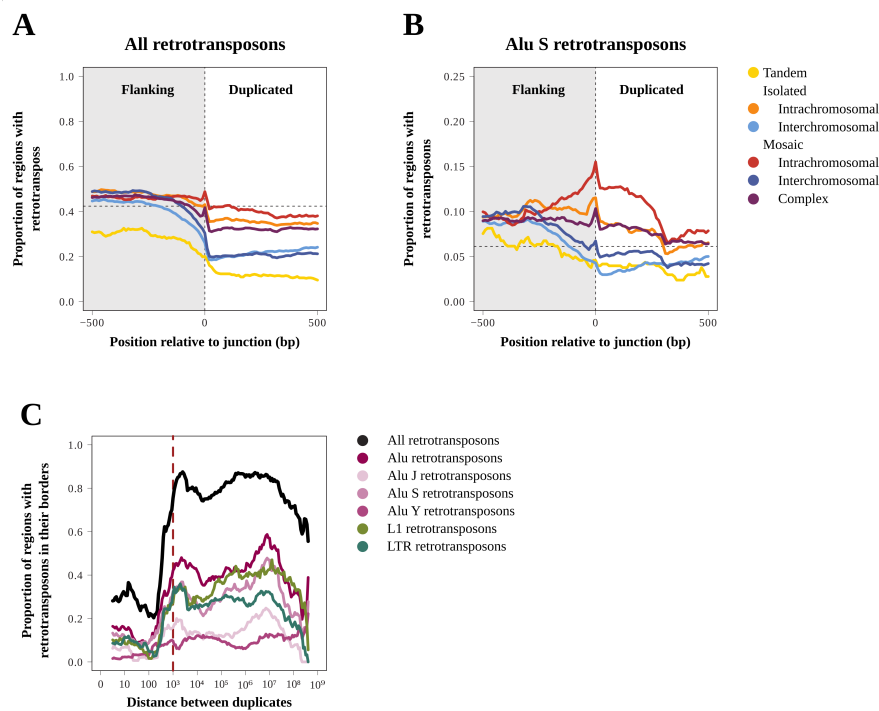 A
All retrotransposons
Proportion of regions with
retrotransposs
1.0
0.8
0.6
0.4
0.2
0.0
Flanking
Duplicated
−500
0
500
Position relative to junction (bp)
B
Alu S retrotransposons
Proportion of regions with
retrotransposons
0.25
0.20
0.15
0.10
0.05
0.00
Flanking
Duplicated
−500
0
500
Position relative to junction (bp)
Tandem
Isolated
Intrachromosomal
Interchromosomal
Mosaic
Intrachromosomal
Interchromosomal
Complex
C
Proportion of regions with
retrotransposons in their borders
1.0
0.8
0.6
0.4
0.2
0.0
0 10 100 10³ 10⁴ 10⁵ 10⁶ 10⁷ 10⁸ 10⁹
Distance between duplicates
All retrotransposons
Alu retrotransposons
Alu J retrotransposons
Alu S retrotransposons
Alu Y retrotransposons
L1 retrotransposons
LTR retrotransposons